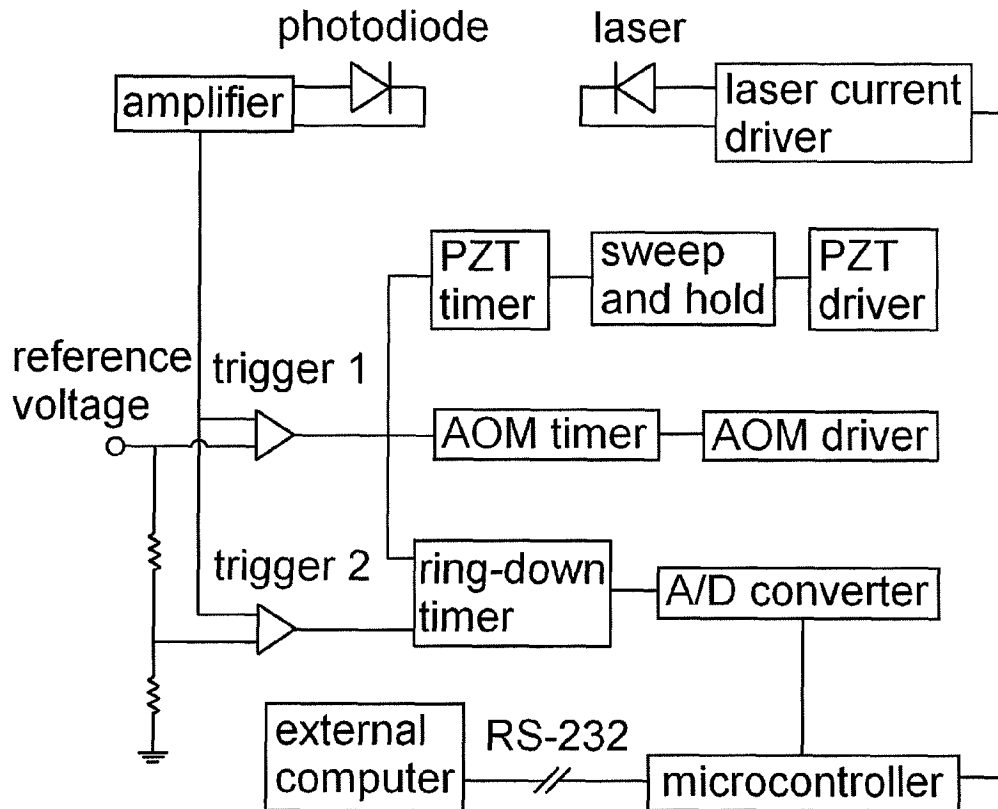 photodiode
laser
amplifier
laser current
driver
PZT
timer
sweep
and hold
PZT
driver
reference
voltage
trigger 1
AOM timer
AOM driver
trigger 2
ring-down
timer
A/D converter
external
computer
RS-232
microcontroller